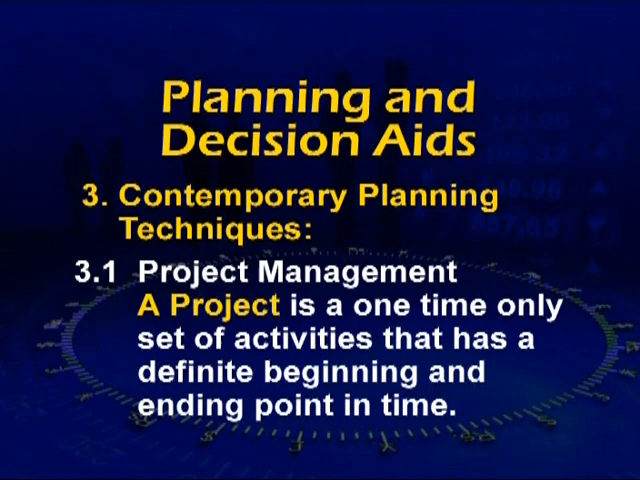 Planning and
Decision Aids
3. Contemporary Planning
Techniques:
3.1 Project Management
A Project is a one time only
set of activities that has a
definite beginning and
ending point in time.